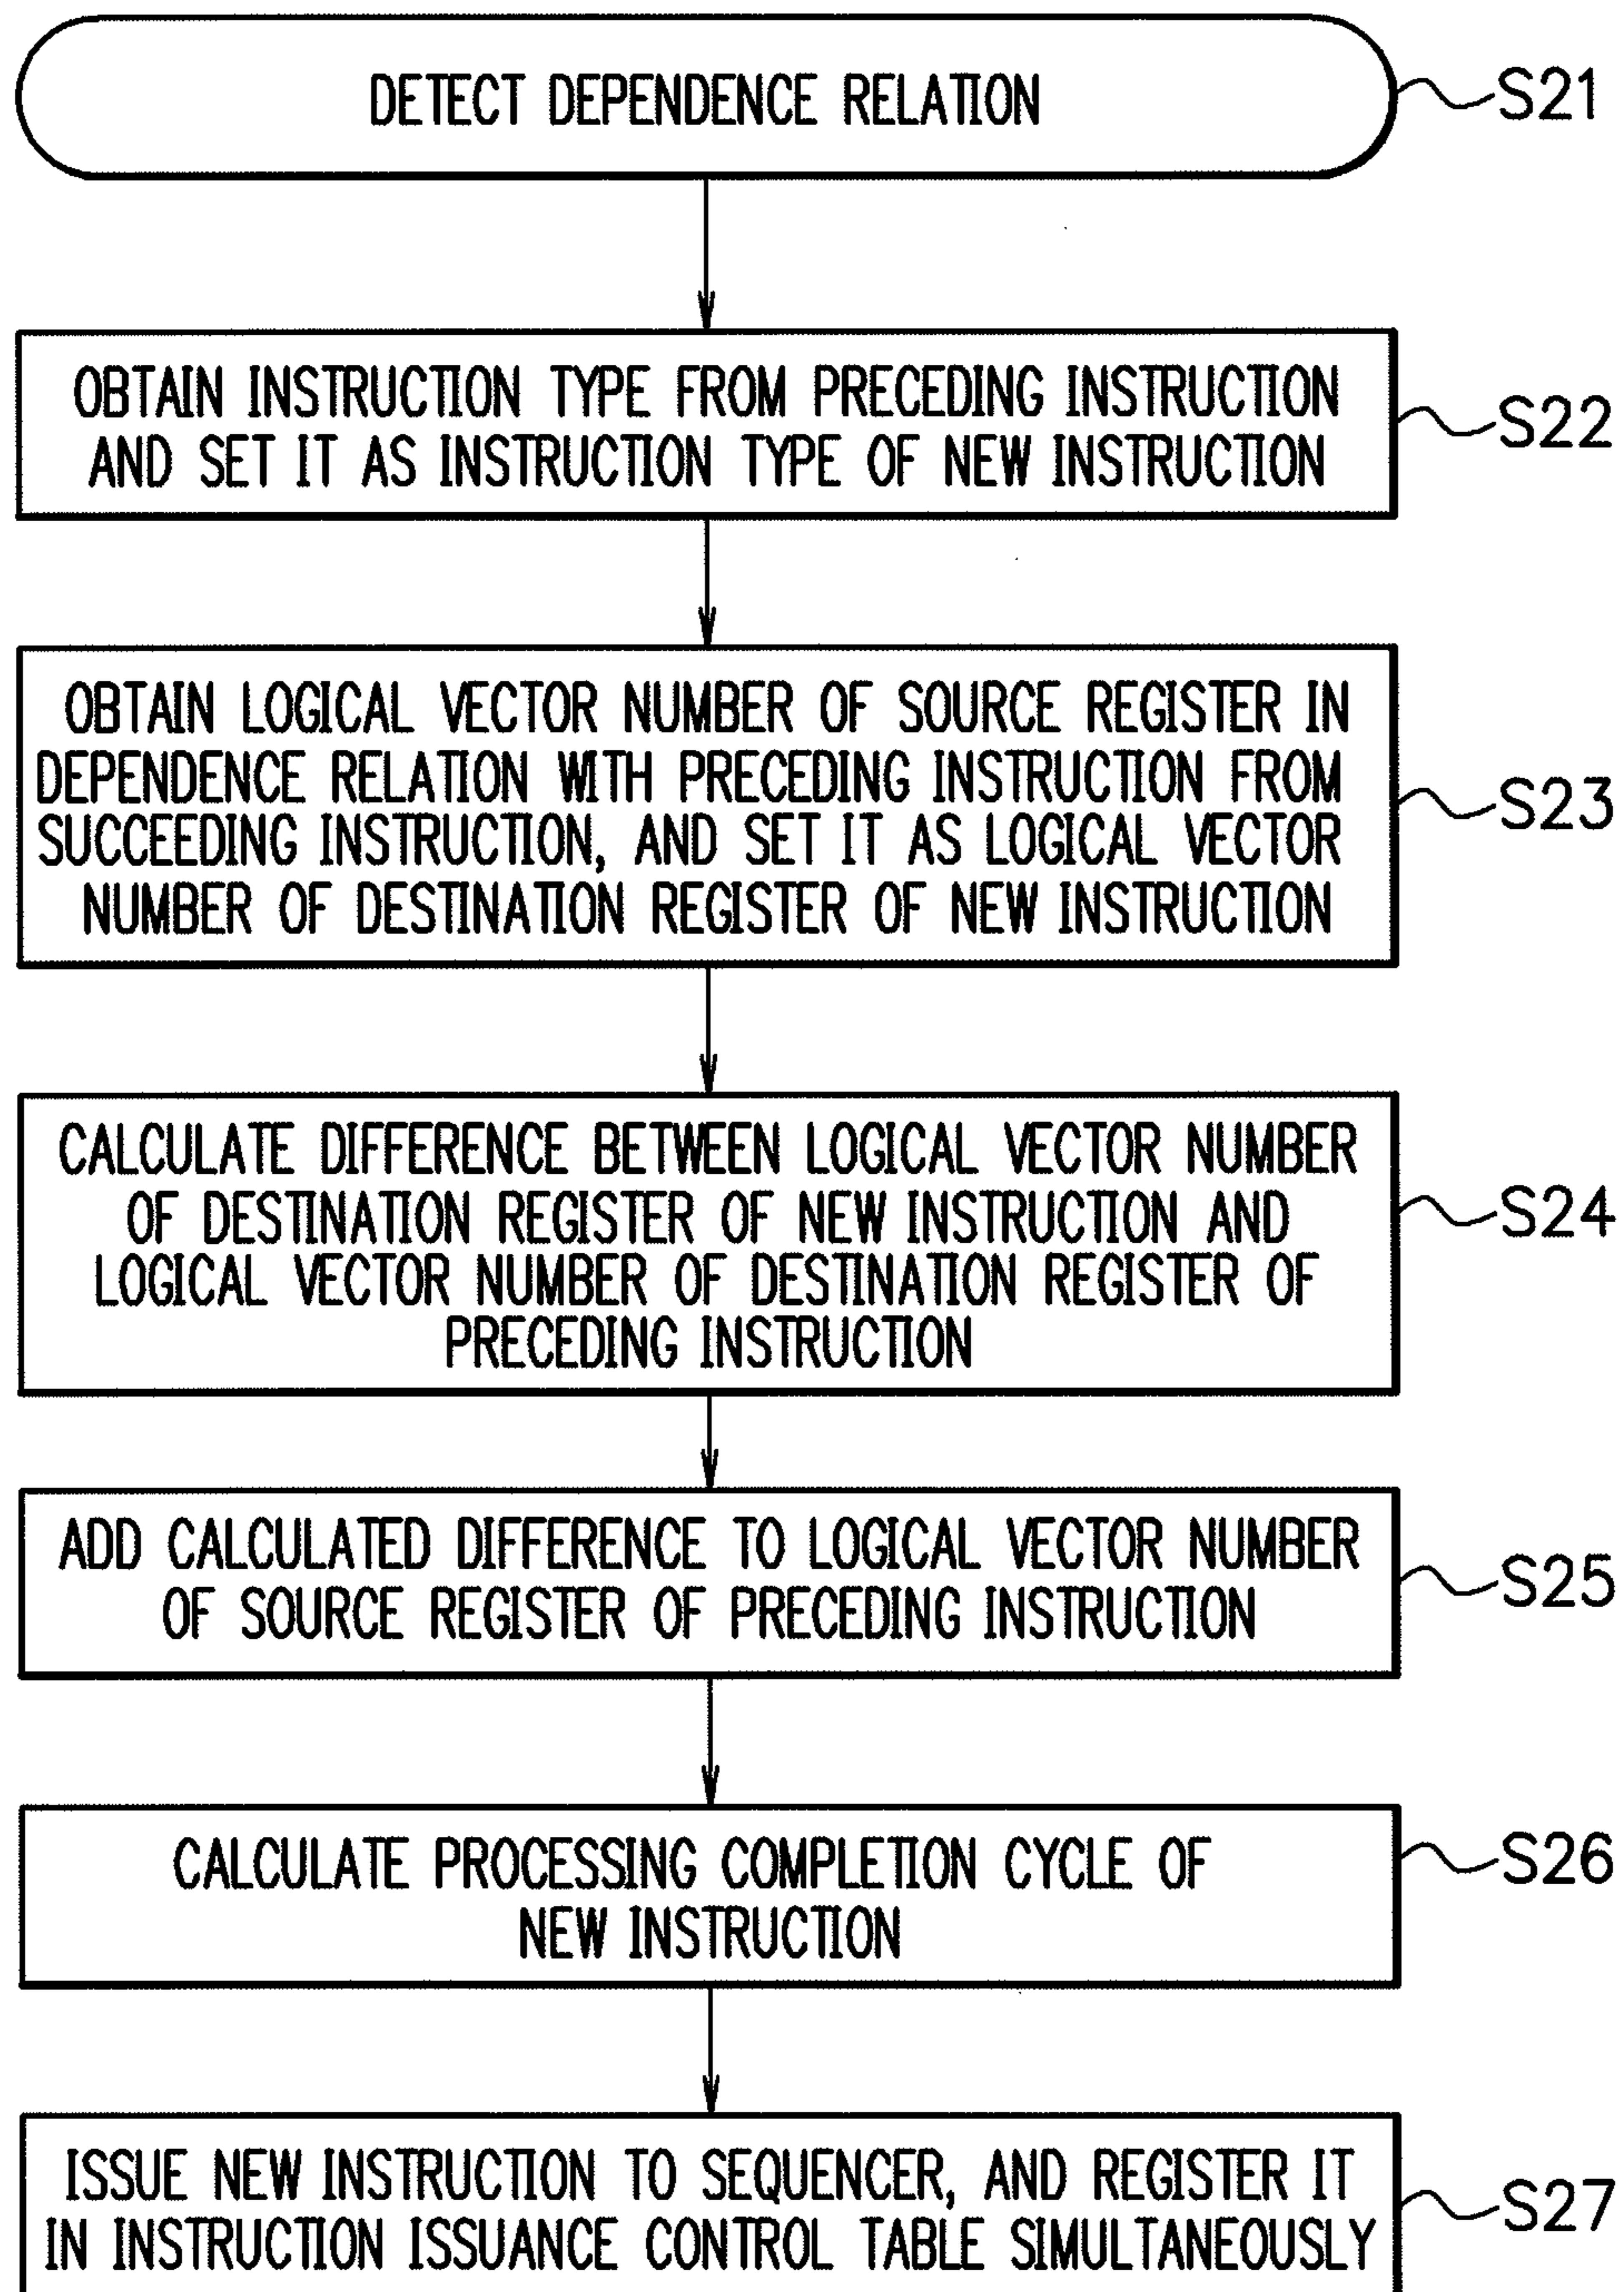 DETECT DEPENDENCE RELATION
S21
OBTAIN INSTRUCTION TYPE FROM PRECEDING INSTRUCTION
AND SET IT AS INSTRUCTION TYPE OF NEW INSTRUCTION
S22
OBTAIN LOGICAL VECTOR NUMBER OF SOURCE REGISTER IN
DEPENDENCE RELATION WITH PRECEDING INSTRUCTION FROM
SUCCEEDING INSTRUCTION, AND SET IT AS LOGICAL VECTOR
NUMBER OF DESTINATION REGISTER OF NEW INSTRUCTION
S23
CALCULATE DIFFERENCE BETWEEN LOGICAL VECTOR NUMBER
OF DESTINATION REGISTER OF NEW INSTRUCTION AND
LOGICAL VECTOR NUMBER OF DESTINATION REGISTER OF
PRECEDING INSTRUCTION
S24
ADD CALCULATED DIFFERENCE TO LOGICAL VECTOR NUMBER
OF SOURCE REGISTER OF PRECEDING INSTRUCTION
S25
CALCULATE PROCESSING COMPLETION CYCLE OF
NEW INSTRUCTION
S26
ISSUE NEW INSTRUCTION TO SEQUENCER, AND REGISTER IT
IN INSTRUCTION ISSUANCE CONTROL TABLE SIMULTANEOUSLY
S27